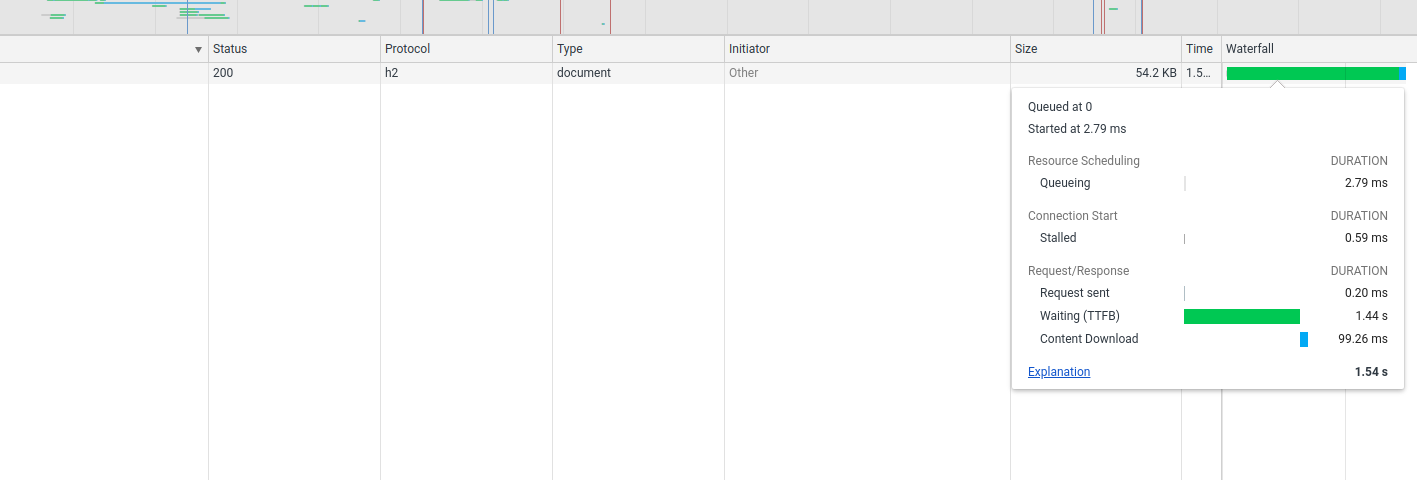 ▼ Status Protocol Type Initiator Size Time Waterfall
200 h2 document Other 54.2 KB 1.5...
Queued at 0
Started at 2.79 ms
Resource Scheduling DURATION
Queueing 2.79 ms
Connection Start DURATION
Stalled 0.59 ms
Request/Response DURATION
Request sent 0.20 ms
Waiting (TTFB) 1.44 s
Content Download 99.26 ms
Explanation 1.54 s